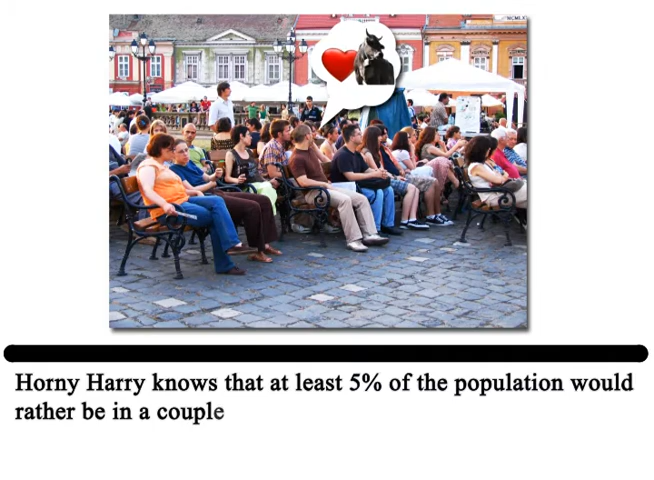 Horny Harry knows that at least 5% of the population would
rather be in a couple